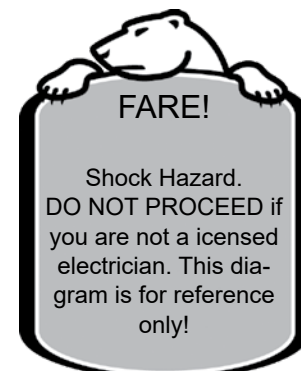 FARE!
Shock Hazard.
DO NOT PROCEED if
you are not a icensed
electrician. This dia-
gram is for reference
only!